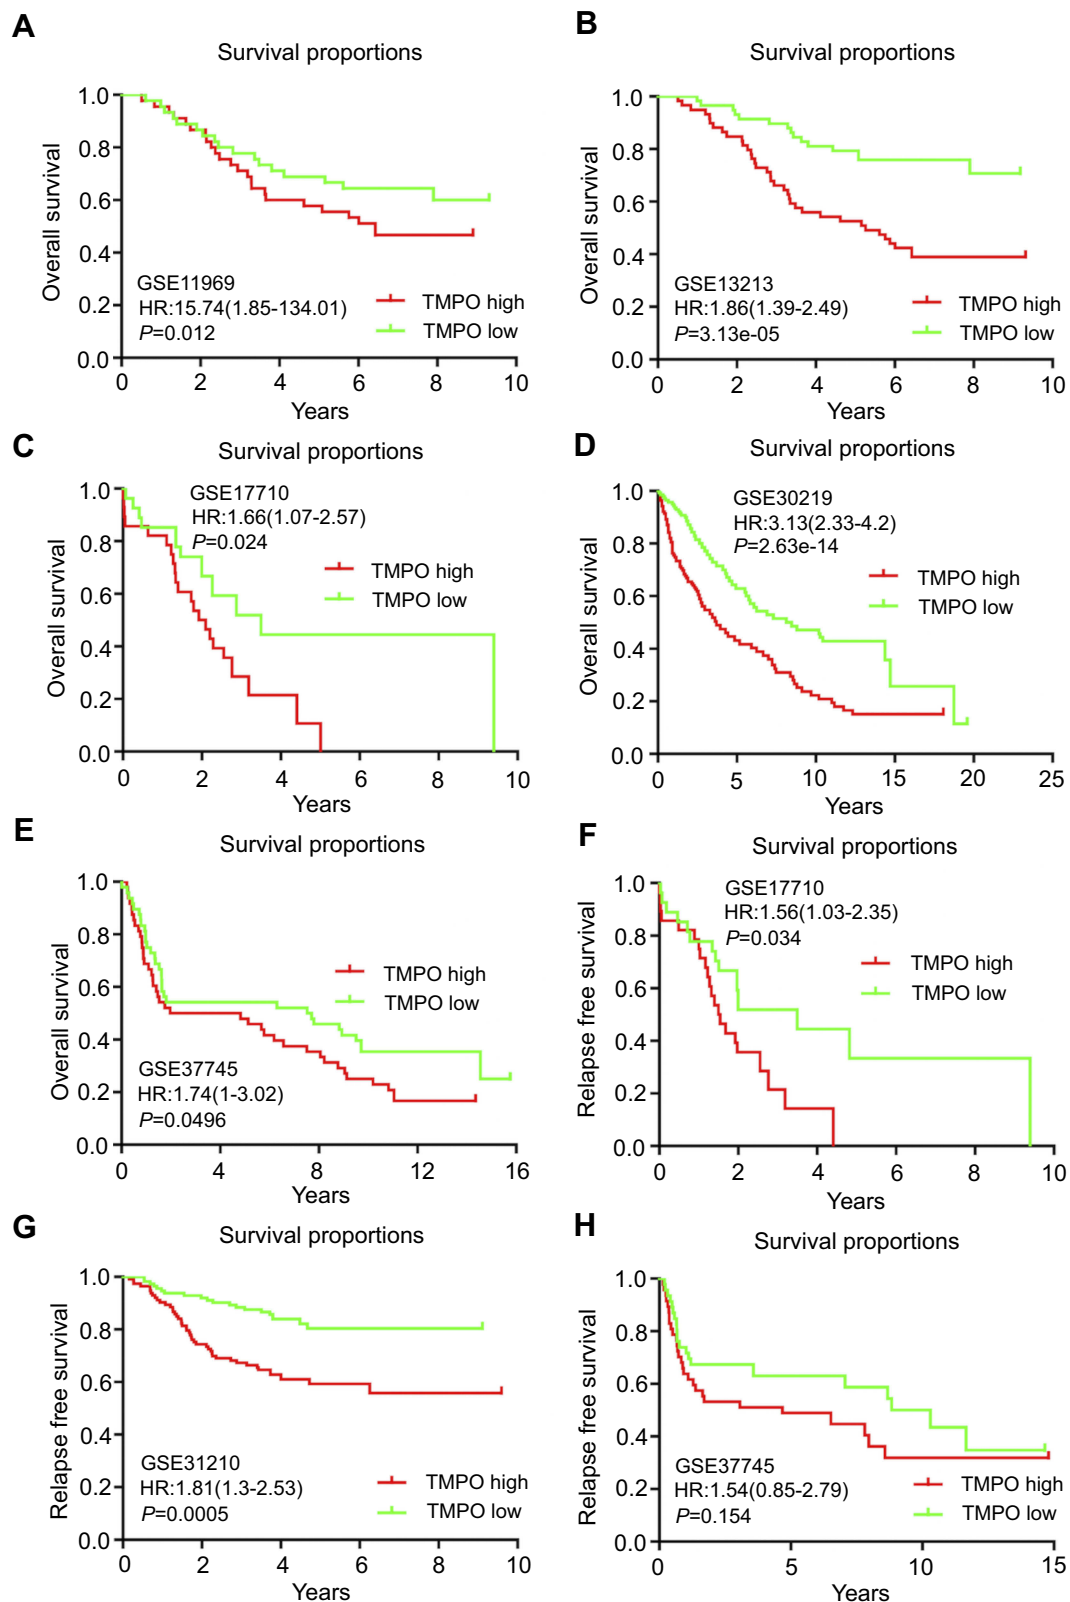 A
Survival proportions
Overall survival
1.0
0.8
0.6
0.4
0.2
0.0
GSE11969
HR:15.74(1.85-134.01)
P=0.012
TMPO high
TMPO low
0 2 4 6 8 10
Years
B
Survival proportions
Overall survival
1.0
0.8
0.6
0.4
0.2
0.0
GSE13213
HR:1.86(1.39-2.49)
P=3.13e-05
TMPO high
TMPO low
0 2 4 6 8 10
Years
C
Survival proportions
Overall survival
1.0
0.8
0.6
0.4
0.2
0.0
GSE17710
HR:1.66(1.07-2.57)
P=0.024
TMPO high
TMPO low
0 2 4 6 8 10
Years
D
Survival proportions
Overall survival
1.0
0.8
0.6
0.4
0.2
0.0
GSE30219
HR:3.13(2.33-4.2)
P=2.63e-14
TMPO high
TMPO low
0 5 10 15 20 25
Years
E
Survival proportions
Overall survival
1.0
0.8
0.6
0.4
0.2
0.0
TMPO high
TMPO low
GSE37745
HR:1.74(1-3.02)
P=0.0496
0 4 8 12 16
Years
F
Survival proportions
Relapse free survival
1.0
0.8
0.6
0.4
0.2
0.0
GSE17710
HR:1.56(1.03-2.35)
P=0.034
TMPO high
TMPO low
0 2 4 6 8 10
Years
G
Survival proportions
Relapse free survival
1.0
0.8
0.6
0.4
0.2
0.0
GSE31210
HR:1.81(1.3-2.53)
P=0.0005
TMPO high
TMPO low
0 2 4 6 8 10
Years
H
Survival proportions
Relapse free survival
1.0
0.8
0.6
0.4
0.2
0.0
GSE37745
HR:1.54(0.85-2.79)
P=0.154
TMPO high
TMPO low
0 5 10 15
Years